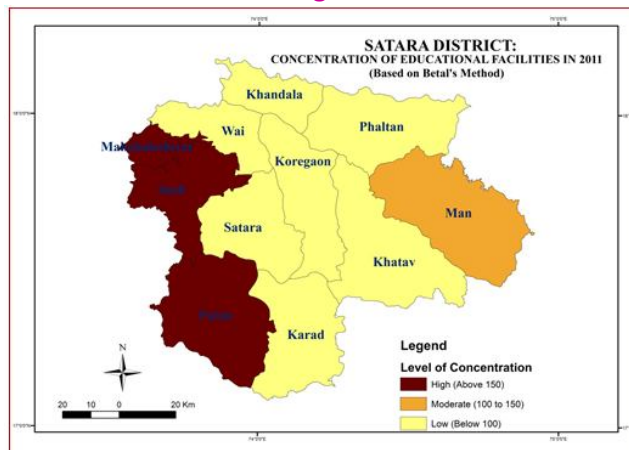 SATARA DISTRICT:
CONCENTRATION OF EDUCATIONAL FACILITIES IN 2011
(Based on Betal's Method)
Khandala
Phaltan
Wai
Koregaon
Man
Satara
Khatav
Karad
Legend
Level of Concentration
High (Above 150)
Moderate (100 to 150)
Low (Below 100)
N
20 10 0 20 Km